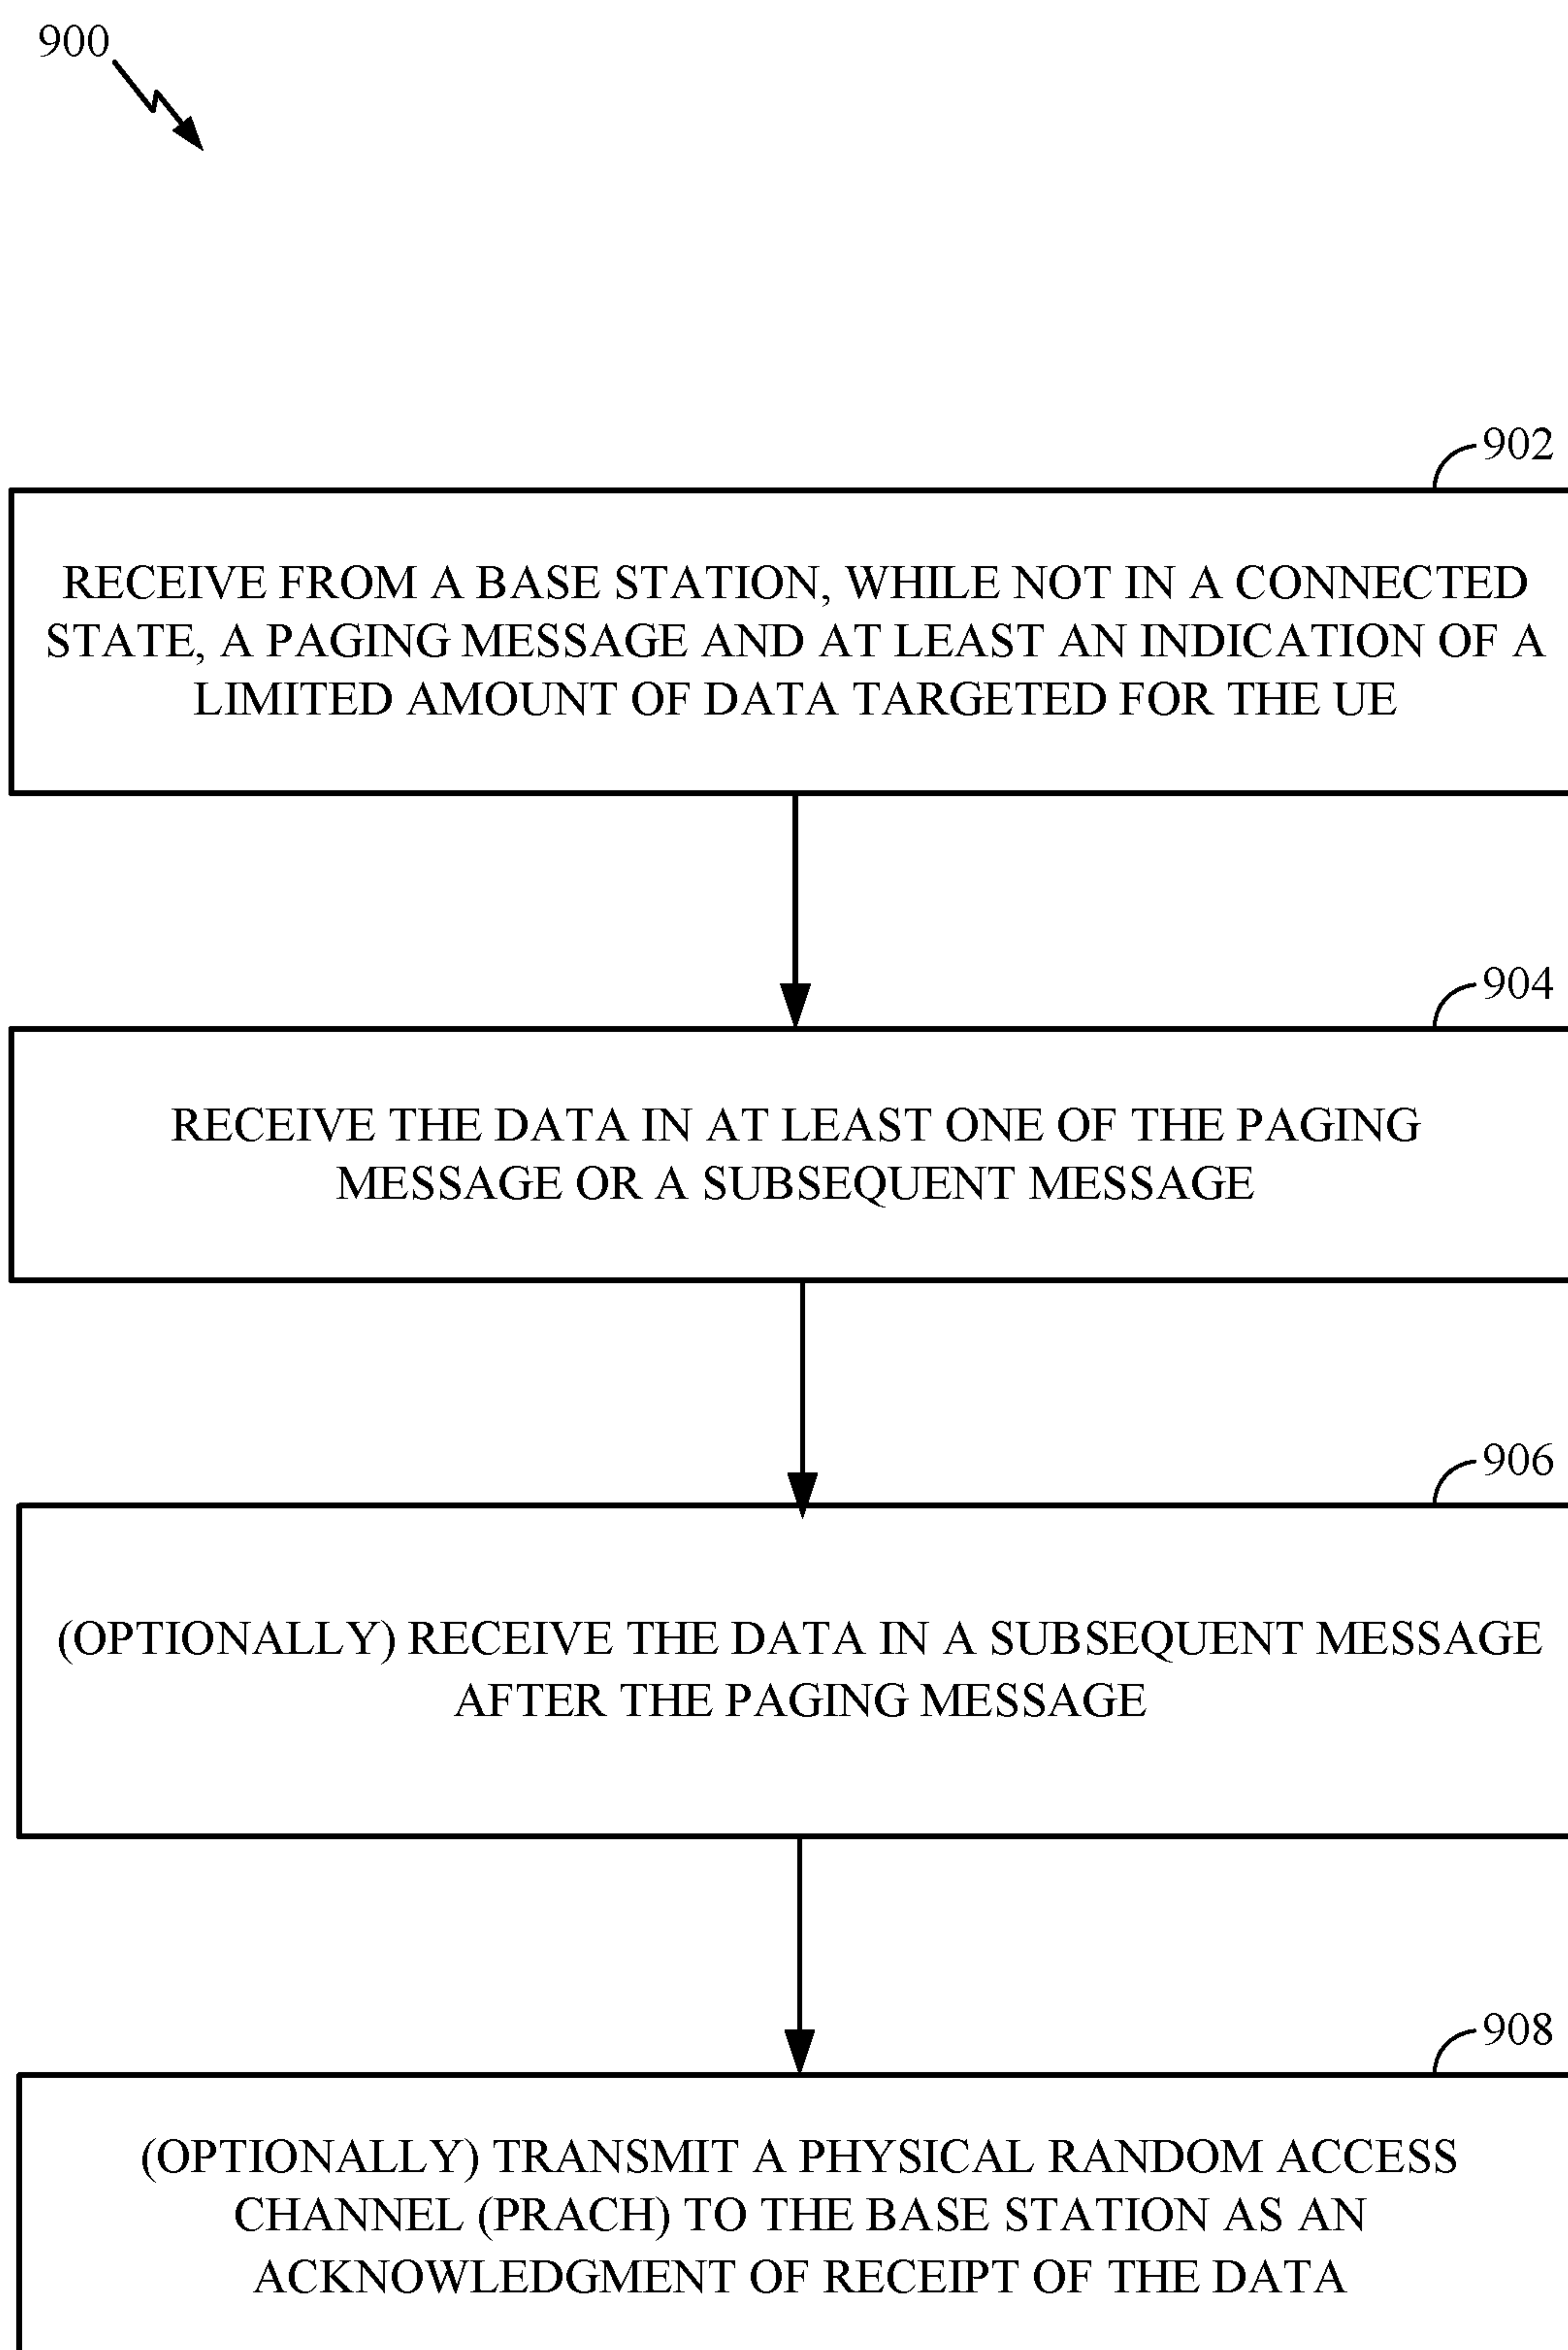 900
902
RECEIVE FROM A BASE STATION, WHILE NOT IN A CONNECTED
STATE, A PAGING MESSAGE AND AT LEAST AN INDICATION OF A
LIMITED AMOUNT OF DATA TARGETED FOR THE UE
904
RECEIVE THE DATA IN AT LEAST ONE OF THE PAGING
MESSAGE OR A SUBSEQUENT MESSAGE
906
(OPTIONALLY) RECEIVE THE DATA IN A SUBSEQUENT MESSAGE
AFTER THE PAGING MESSAGE
908
(OPTIONALLY) TRANSMIT A PHYSICAL RANDOM ACCESS
CHANNEL (PRACH) TO THE BASE STATION AS AN
ACKNOWLEDGMENT OF RECEIPT OF THE DATA